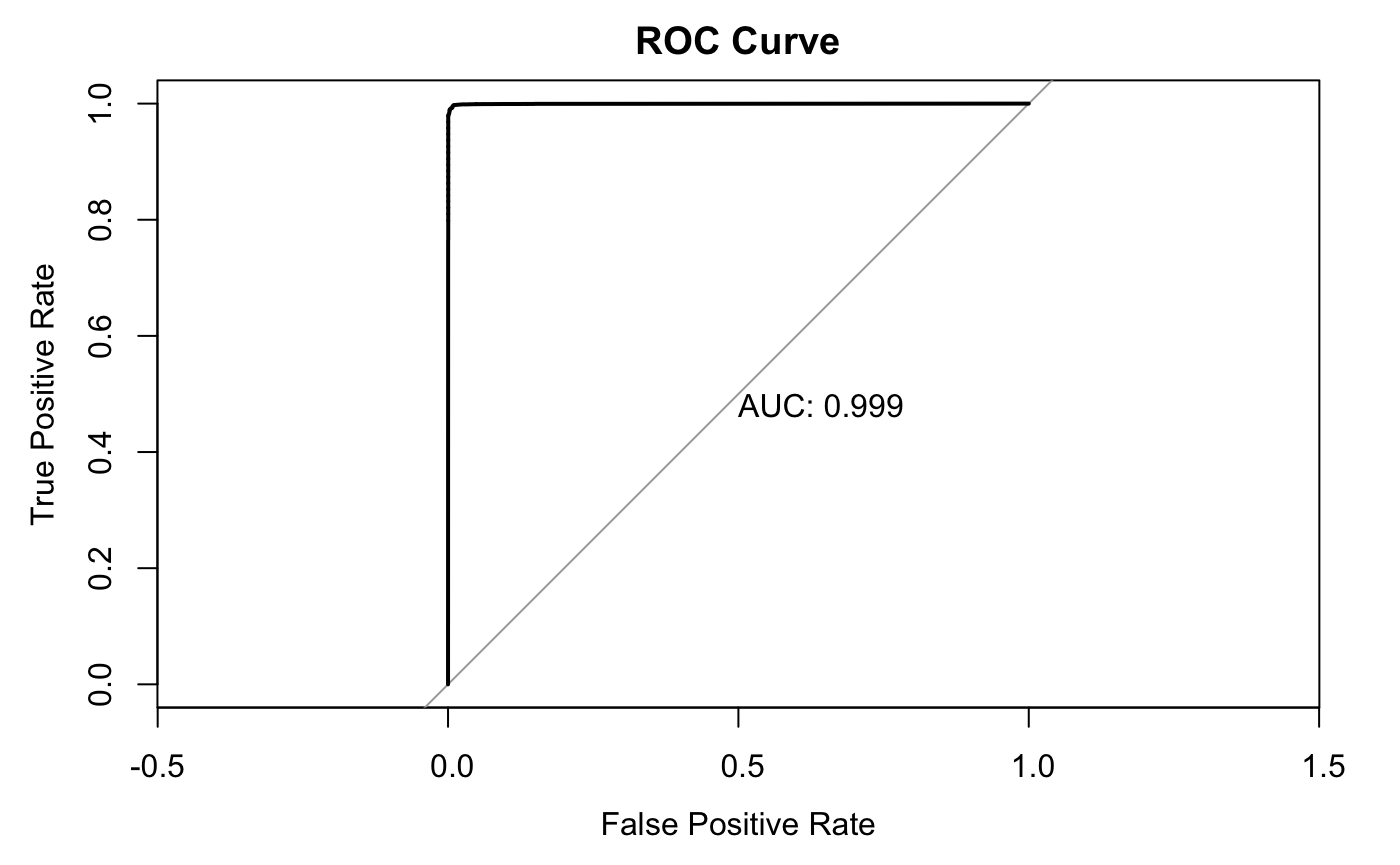 ROC Curve
True Positive Rate
1.0
0.8
0.6
0.4
0.2
0.0
AUC: 0.999
-0.5 0.0 0.5 1.0 1.5
False Positive Rate